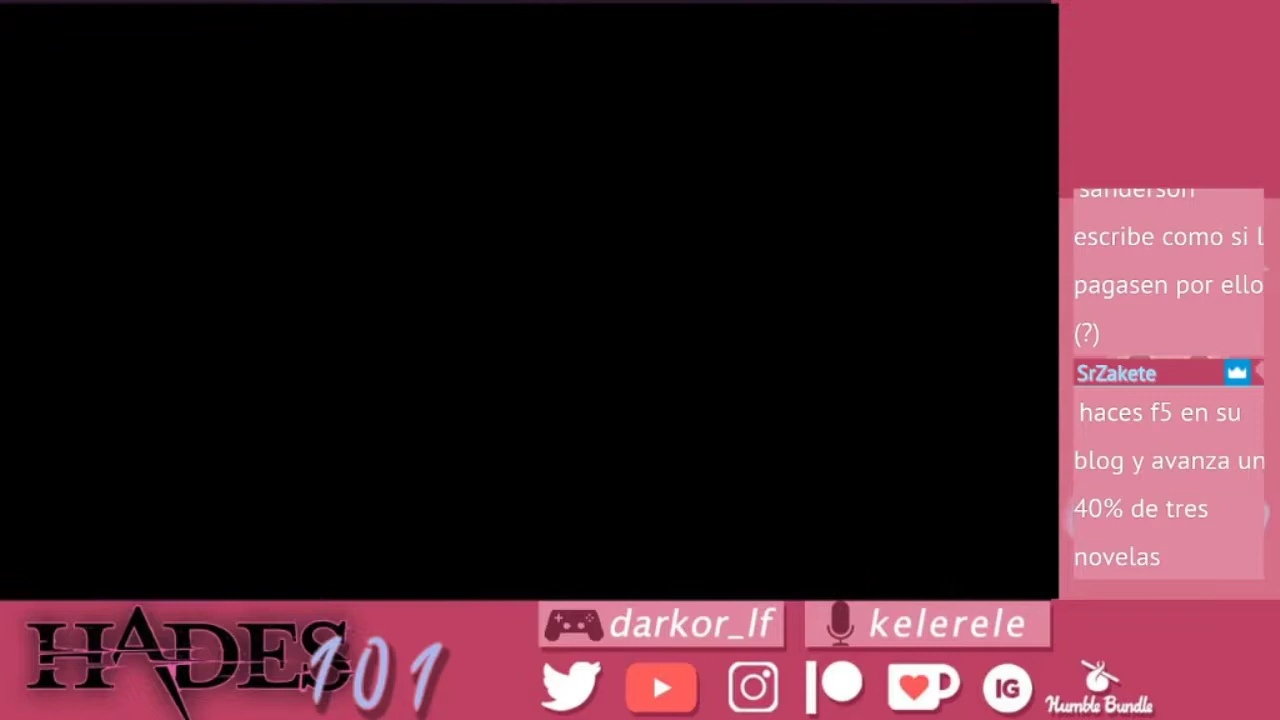 sanderson
escribe como si l
pagasen por ello
(?)
SrZakete
haces f5 en su
blog y avanza un
40% de tres
novelas
HADES 101
darkor_lf
kelerele
IG
Humble Bundle